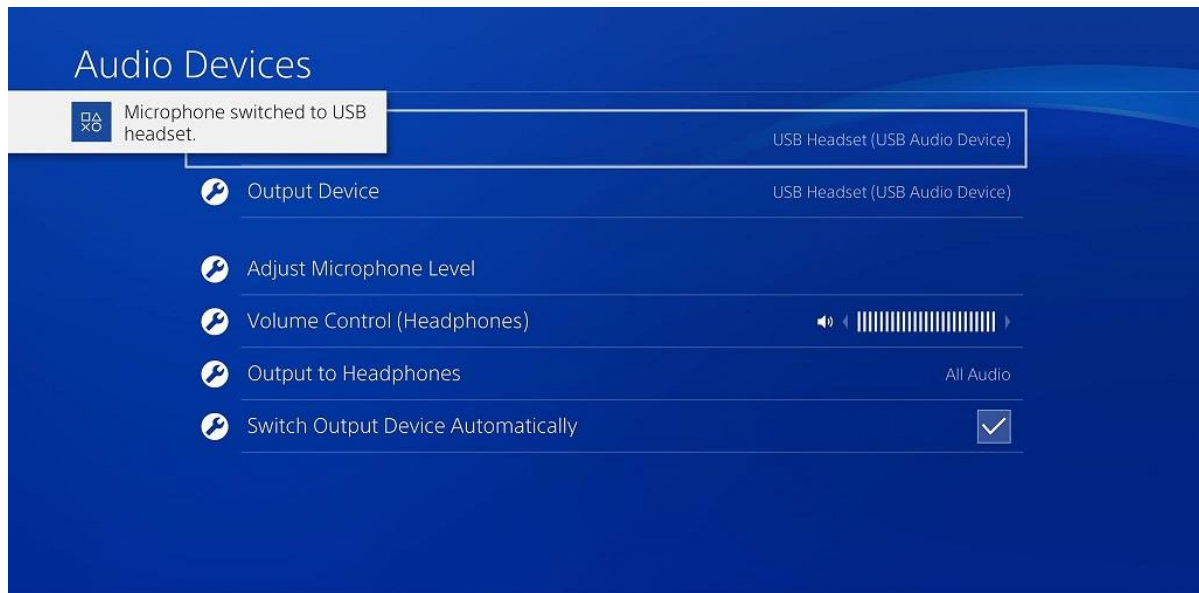 Audio Devices
Microphone switched to USB
headset.
USB Headset (USB Audio Device)
Output Device USB Headset (USB Audio Device)
Adjust Microphone Level
Volume Control (Headphones)
Output to Headphones All Audio
Switch Output Device Automatically